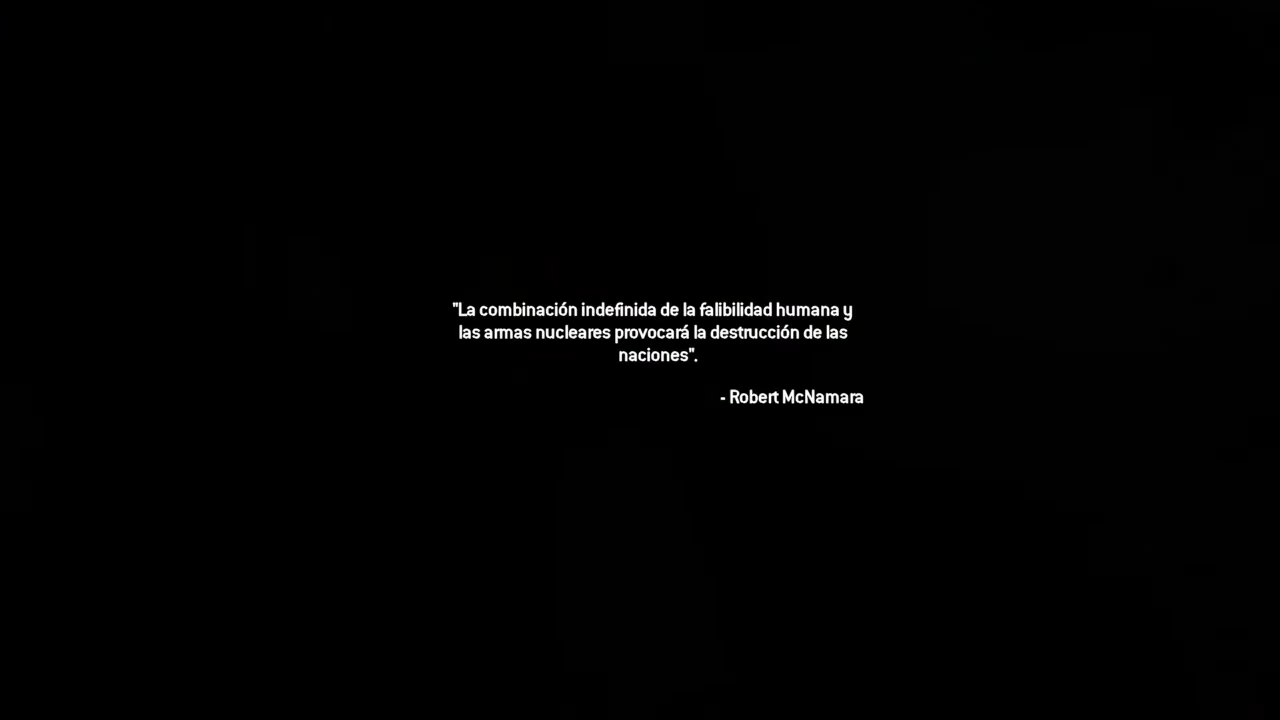 "La combinación indefinida de la falibilidad humana y
las armas nucleares provocará la destrucción de las
naciones".
- Robert McNamara